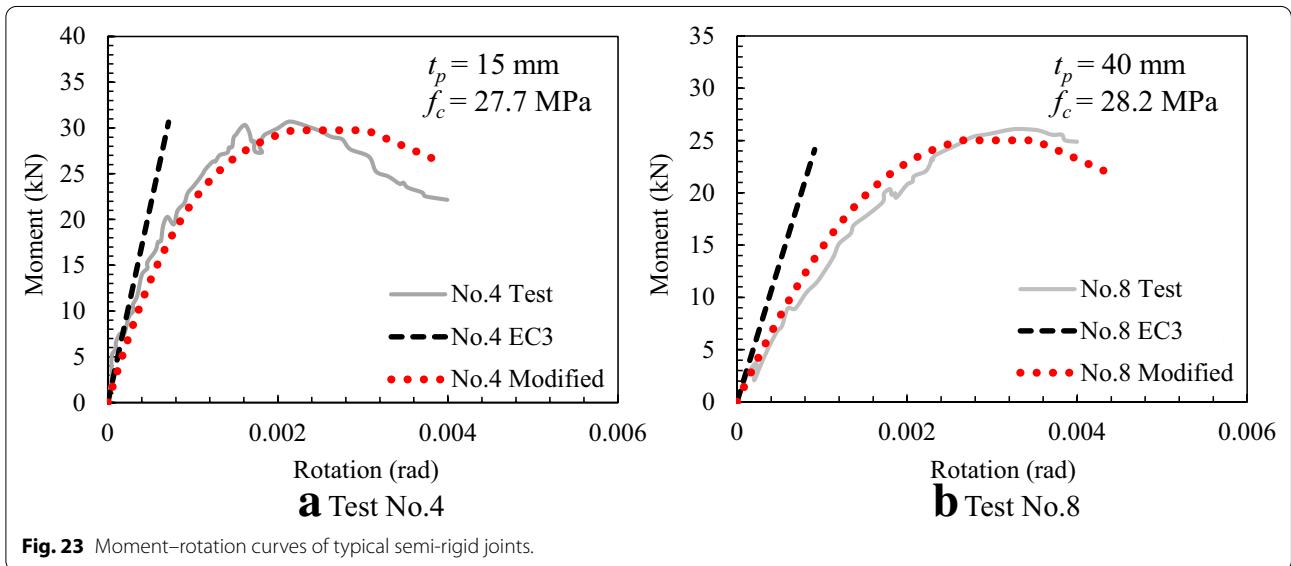 40
35
30
25
20
15
10
5
0
Moment (kN)
t_p = 15 mm
f_c = 27.7 MPa
No.4 Test
No.4 EC3
No.4 Modified
0 0.002 0.004 0.006
Rotation (rad)
a Test No.4
35
30
25
20
15
10
5
0
Moment (kN)
t_p = 40 mm
f_c = 28.2 MPa
No.8 Test
No.8 EC3
No.8 Modified
0 0.002 0.004 0.006
Rotation (rad)
b Test No.8
Fig. 23 Moment–rotation curves of typical semi-rigid joints.